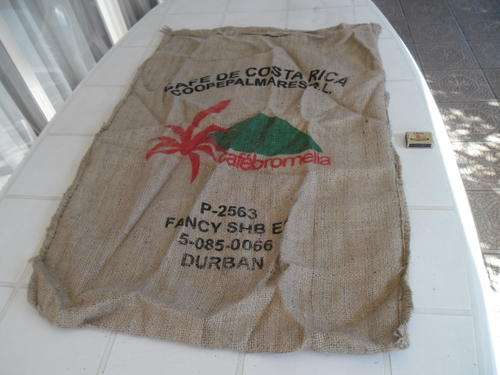 CAFE DE COSTA RICA
COOPEPALMARES R.L.
cafébromelia
P-2563
FANCY SHB EP
5-085-0066
DURBAN